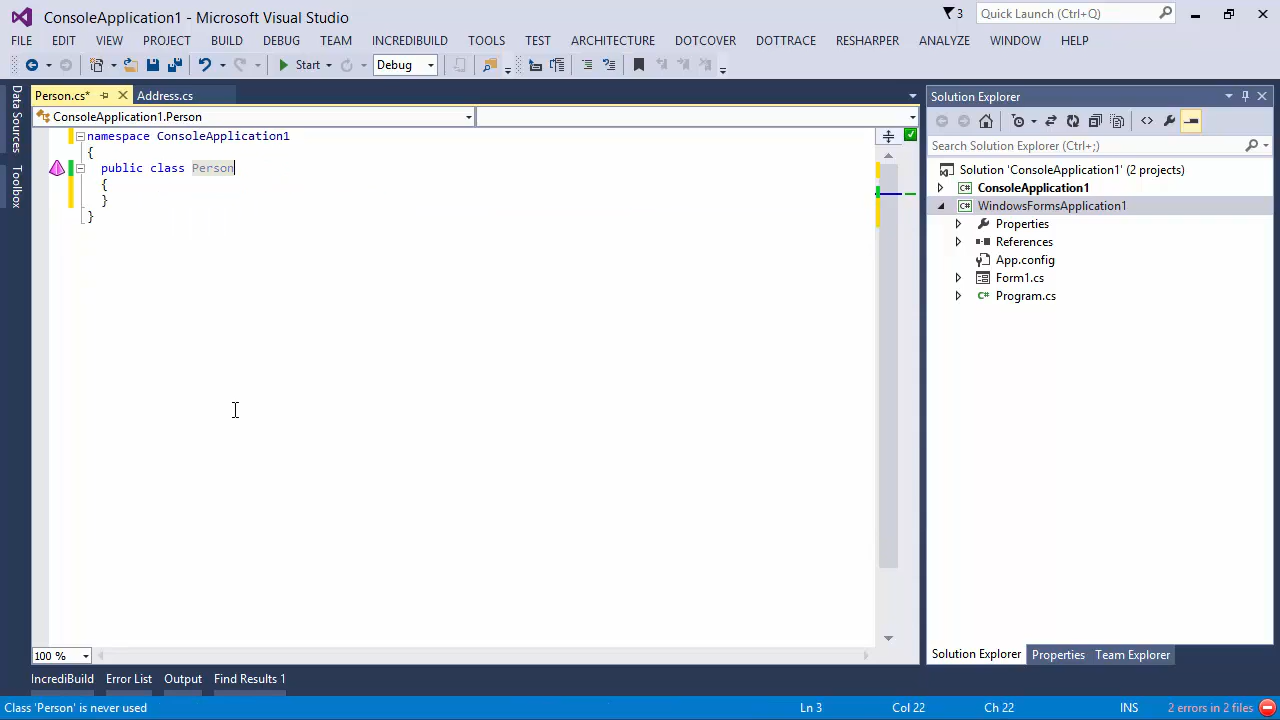 ConsoleApplication1 - Microsoft Visual Studio
3
Quick Launch (Ctrl+Q)
FILE EDIT VIEW PROJECT BUILD DEBUG TEAM INCREDIBUILD TOOLS TEST ARCHITECTURE DOTCOVER DOTTRACE RESHARPER ANALYZE WINDOW HELP
Start Debug
Data Sources
Toolbox
Person.cs* Address.cs
ConsoleApplication1.Person
namespace ConsoleApplication1
{
public class Person
{
}
}
100 %
Solution Explorer
Search Solution Explorer (Ctrl+;)
Solution 'ConsoleApplication1' (2 projects)
C# ConsoleApplication1
C# WindowsFormsApplication1
Properties
References
App.config
Form1.cs
C# Program.cs
Solution Explorer Properties Team Explorer
IncrediBuild Error List Output Find Results 1
Class 'Person' is never used Ln 3 Col 22 Ch 22 INS 2 errors in 2 files